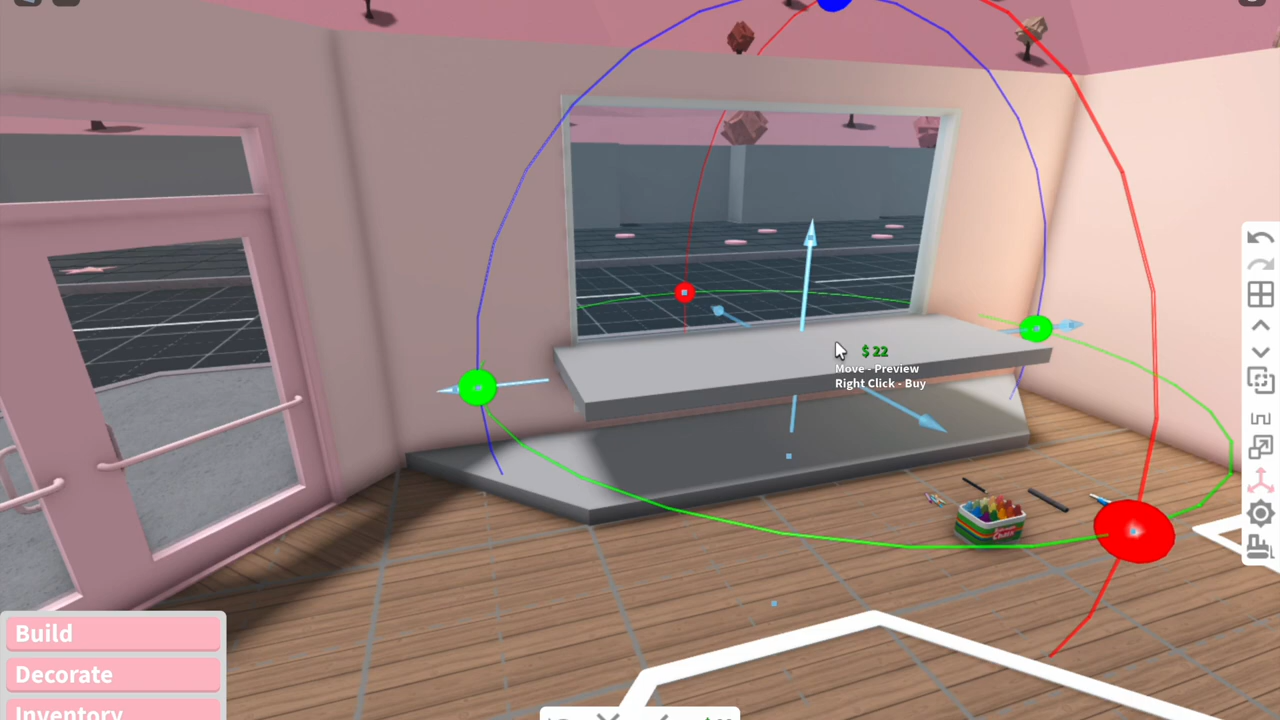 $ 22
Move - Preview
Right Click - Buy
Build
Decorate
Inventory